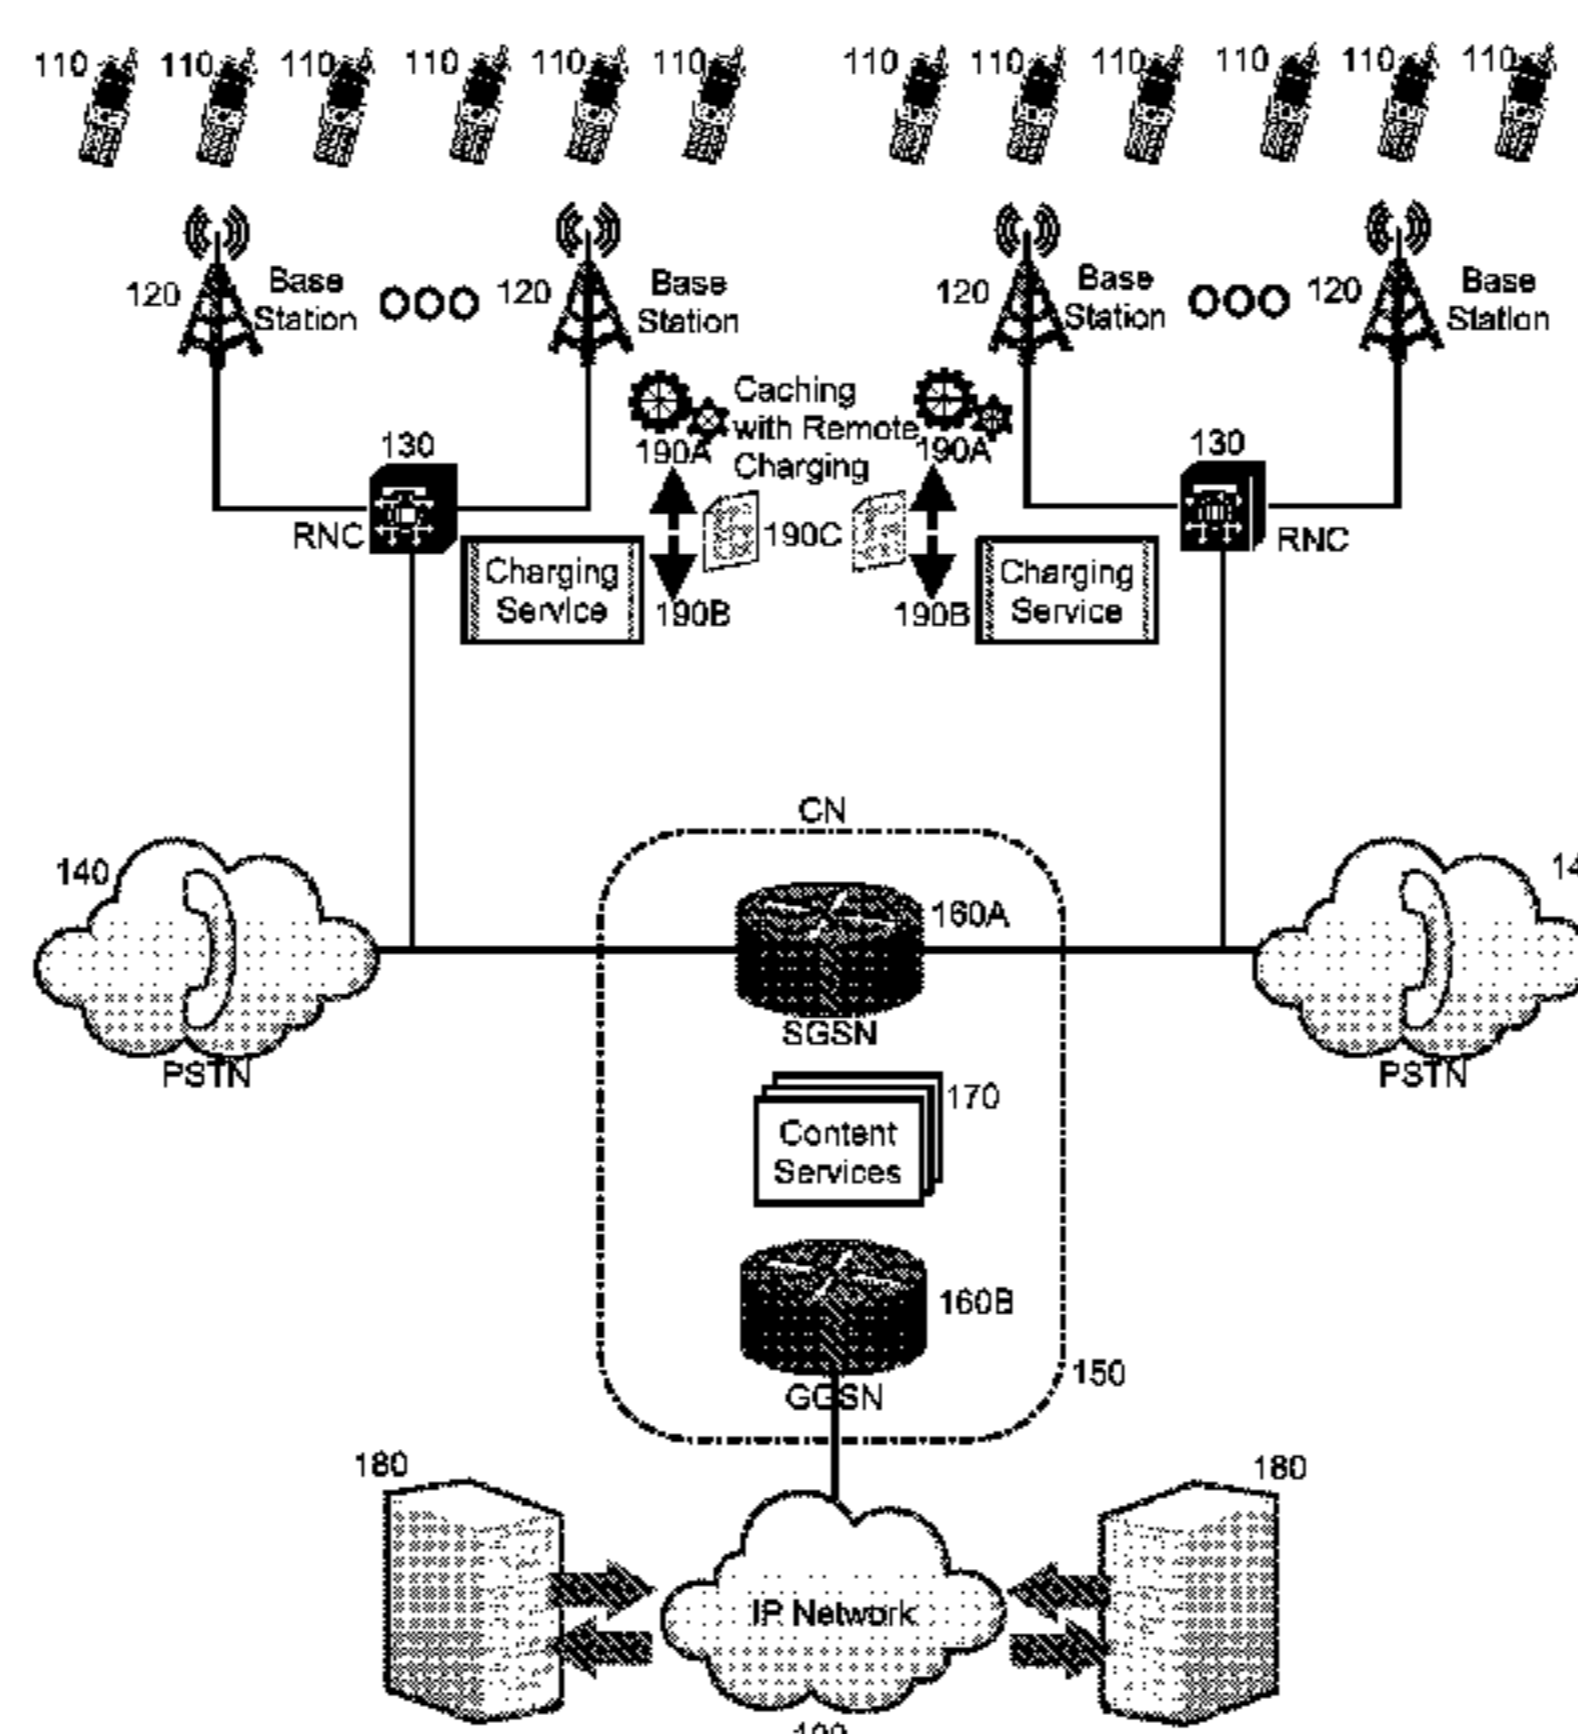 110 110 110 110 110 110 110 110 110 110 110 110
120 Base Station 120 Base Station 120 Base Station 120 Base Station
190A Caching with Remote Charging 190A
130 RNC 130 RNC
190C
Charging Service 190B 190B Charging Service
CN
140
160A
SGSN
PSTN PSTN
170
Content
Services
160B
GGSN
150
180 180
IP Network